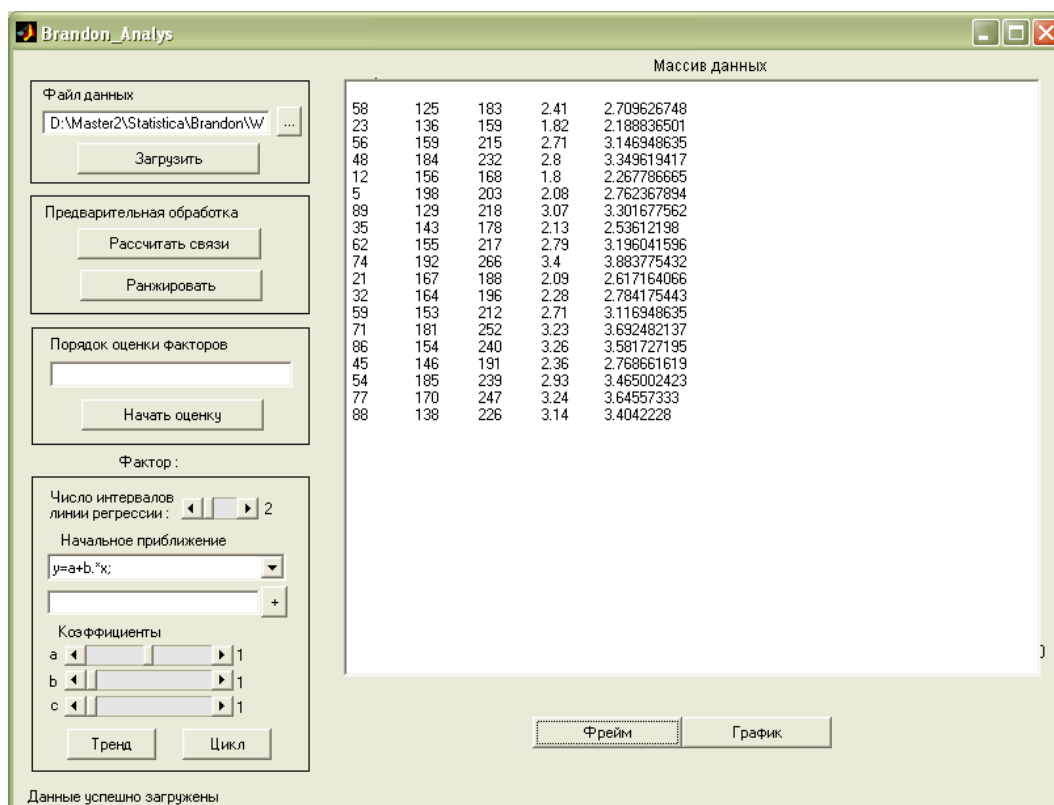 Brandon_Analys
Файл данных
D:\Master2\Statistica\Brandon\W
...
Загрузить
Предварительная обработка
Рассчитать связи
Ранжировать
Порядок оценки факторов
Начать оценку
Фактор :
Число интервалов
линии регрессии : 2
Начальное приближение
y=a+b.*x;
+
Коэффициенты
a 1
b 1
c 1
Тренд Цикл
Данные успешно загружены
Массив данных
58 125 183 2.41 2.709626748
23 136 159 1.82 2.188836501
56 159 215 2.71 3.146948635
48 184 232 2.8 3.349619417
12 156 168 1.8 2.267786665
5 198 203 2.08 2.762367894
89 129 218 3.07 3.301677562
35 143 178 2.13 2.53612198
62 155 217 2.79 3.196041596
74 192 266 3.4 3.883775432
21 167 188 2.09 2.617164066
32 164 196 2.28 2.784175443
59 153 212 2.71 3.116948635
71 181 252 3.23 3.692482137
86 154 240 3.26 3.581727195
45 146 191 2.36 2.768661619
54 185 239 2.93 3.465002423
77 170 247 3.24 3.64557333
88 138 226 3.14 3.4042228
Фрейм График